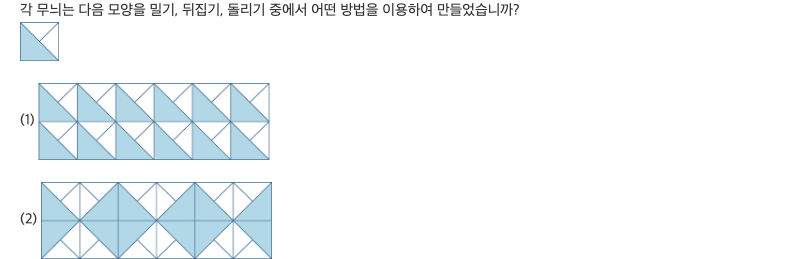 각 무늬는 다음 모양을 밀기, 뒤집기, 돌리기 중에서 어떤 방법을 이용하여 만들었습니까?
(1)
(2)